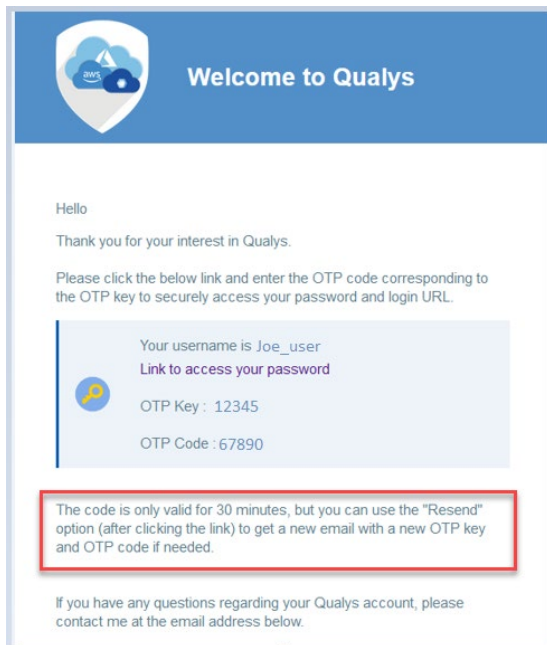 aws
Welcome to Qualys
Hello
Thank you for your interest in Qualys.
Please click the below link and enter the OTP code corresponding to
the OTP key to securely access your password and login URL.
Your username is Joe_user
Link to access your password
OTP Key : 12345
OTP Code : 67890
The code is only valid for 30 minutes, but you can use the "Resend"
option (after clicking the link) to get a new email with a new OTP key
and OTP code if needed.
If you have any questions regarding your Qualys account, please
contact me at the email address below.